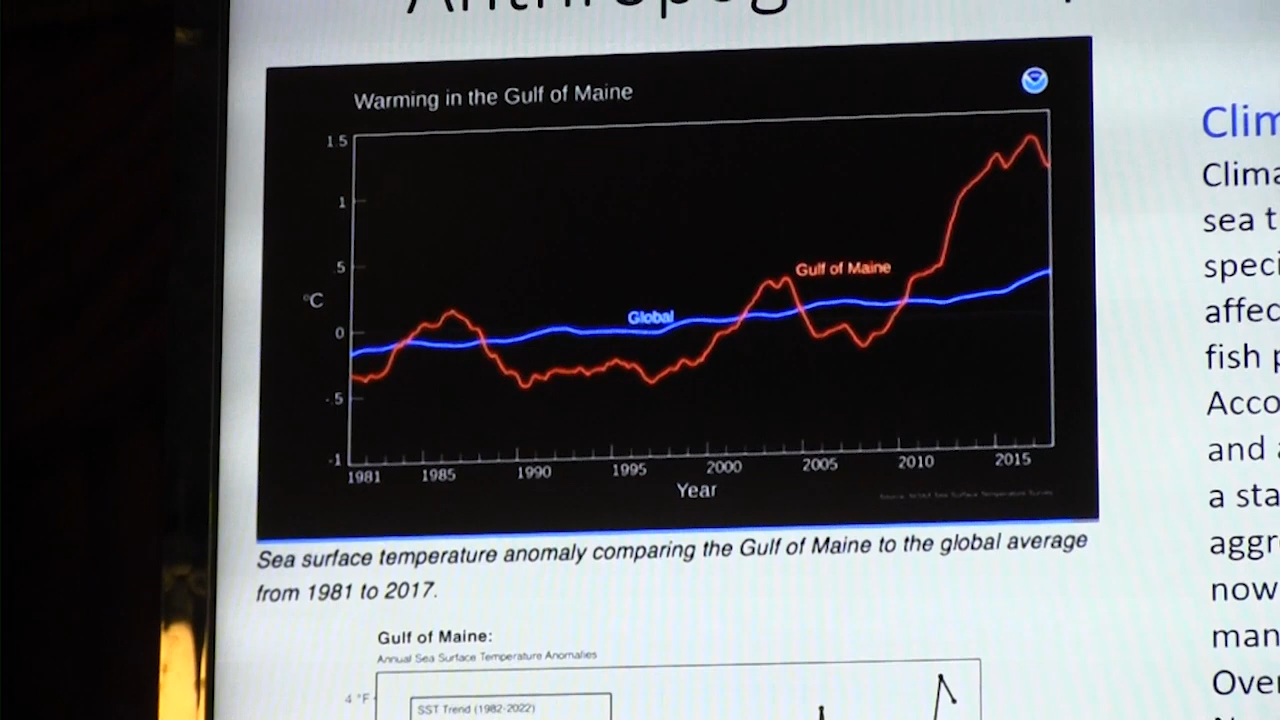 Warming in the Gulf of Maine
1.5
1
.5
°C
0
-.5
-1
Gulf of Maine
Global
1981 1985 1990 1995 2000 2005 2010 2015
Year
Sea surface temperature anomaly comparing the Gulf of Maine to the global average
from 1981 to 2017.
Gulf of Maine:
Annual Sea Surface Temperature Anomalies
4 °F
SST Trend (1982-2022)
Clim
Clima
sea t
speci
affec
fish p
Acco
and a
a sta
aggr
now
man
Over